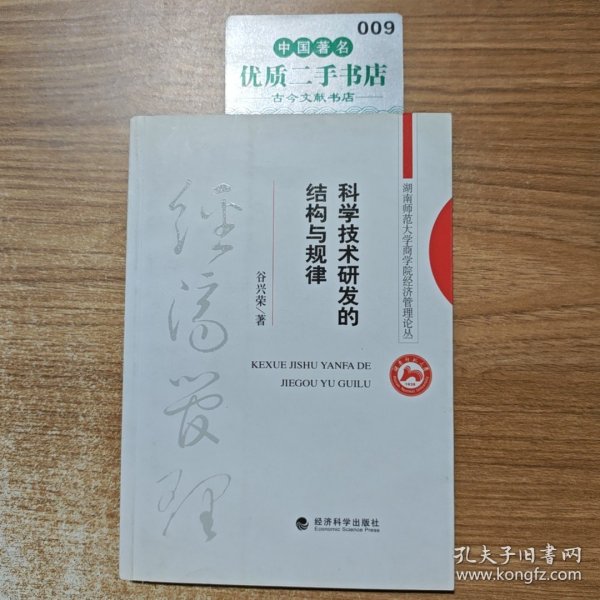 009
中国著名
优质二手书店
古今文献书店
湖南师范大学商学院经济管理论丛
科学技术研发的
结构与规律
谷兴荣/著
KEXUE JISHU YANFA DE
JIEGOU YU GUILU
經濟管理
1938
经济科学出版社
Economic Science Press
孔夫子旧书网
www.kongfz.com